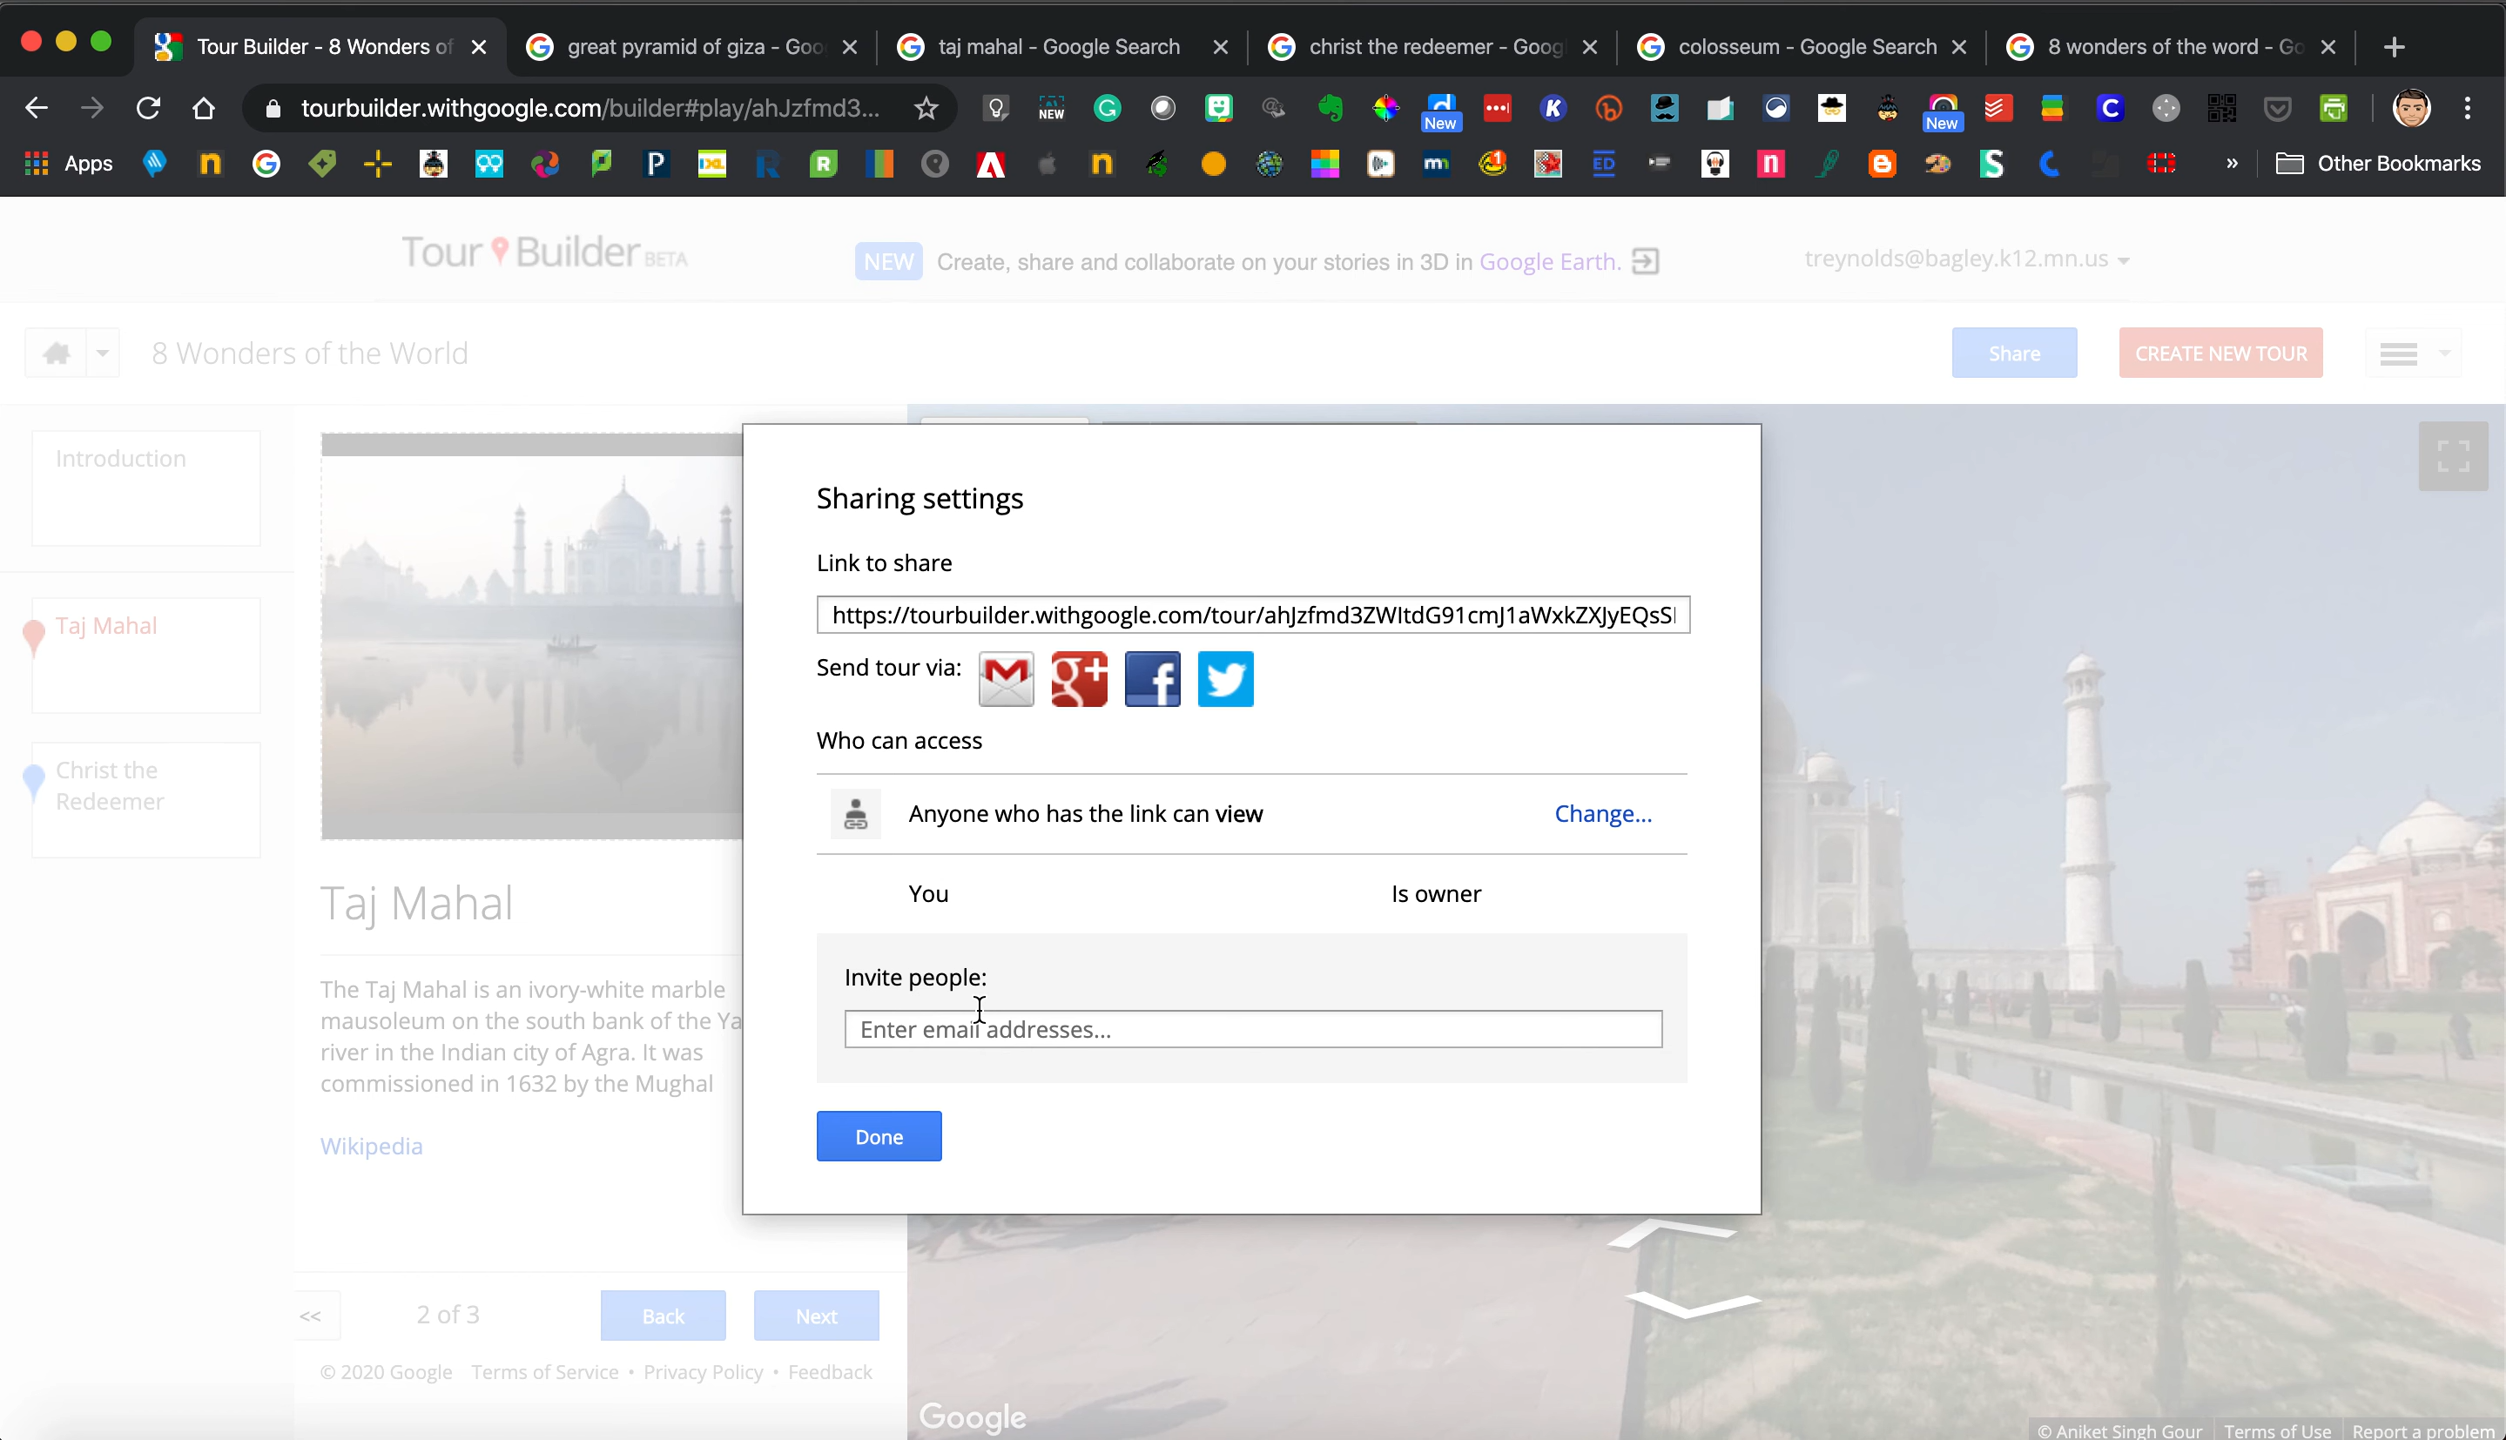 Tour Builder - 8 Wonders of
great pyramid of giza - Goo
taj mahal - Google Search
christ the redeemer - Goog
colosseum - Google Search
8 wonders of the word - Go
tourbuilder.withgoogle.com/builder#play/ahJzfmd3...
NEW
New
New
Apps
Other Bookmarks
Tour Builder BETA
NEW Create, share and collaborate on your stories in 3D in Google Earth.
treynolds@bagley.k12.mn.us
8 Wonders of the World
Share
CREATE NEW TOUR
Introduction
Taj Mahal
Christ the
Redeemer
Taj Mahal
The Taj Mahal is an ivory-white marble
mausoleum on the south bank of the Ya
river in the Indian city of Agra. It was
commissioned in 1632 by the Mughal
Wikipedia
<< 2 of 3 Back Next
© 2020 Google Terms of Service • Privacy Policy • Feedback
Sharing settings
Link to share
https://tourbuilder.withgoogle.com/tour/ahJzfmd3ZWItdG91cmJ1aWxkZXJyEQsSI
Send tour via:
Who can access
Anyone who has the link can view Change...
You Is owner
Invite people:
Enter email addresses...
Done
Google
© Aniket Singh Gour Terms of Use Report a problem